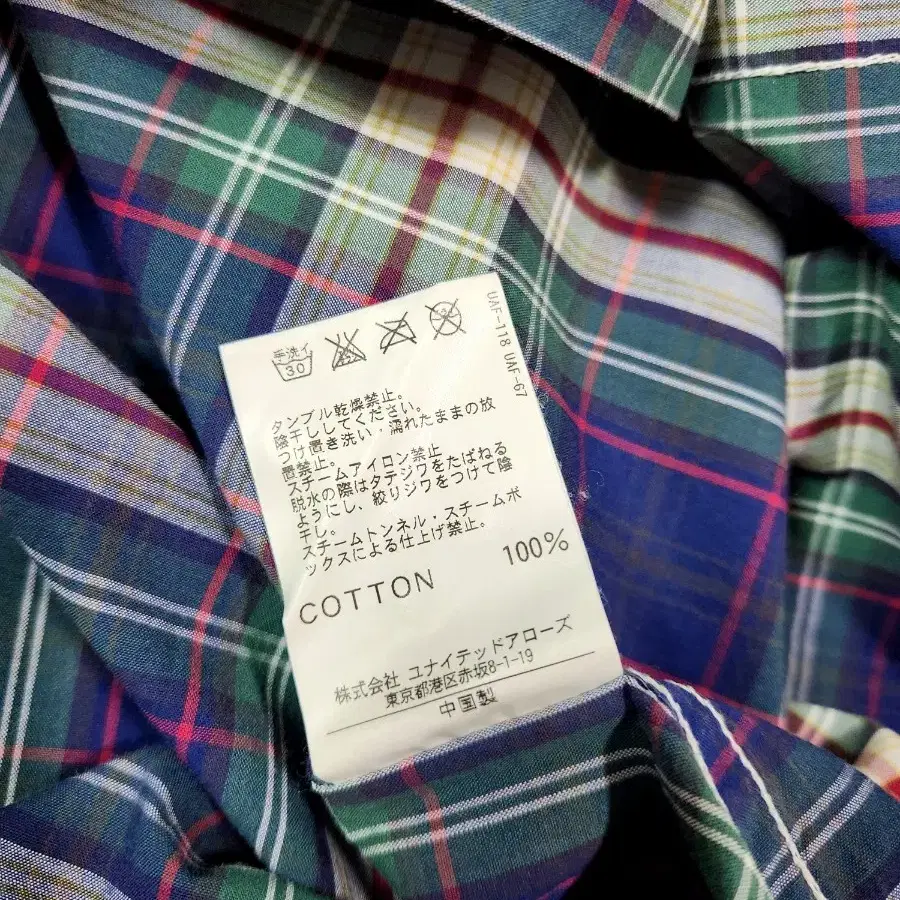 手洗イ
30
UAF-118 UAF-67
タンブル乾燥禁止。
陰干ししてください。
つけ置き洗い・濡れたままの放
置禁止。
スチームアイロン禁止
脱水の際はタテジワをたばねる
ようにし、絞りジワをつけて陰
干し。
スチームトンネル・スチームボ
ックスによる仕上げ禁止。
COTTON 100%
株式会社 ユナイテッドアローズ
東京都港区赤坂8-1-19
中国製